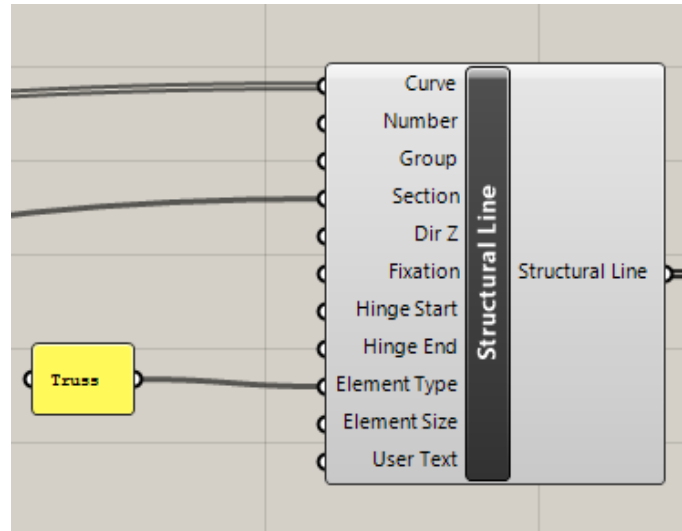 Curve
Number
Group
Section
Dir Z
Fixation
Hinge Start
Hinge End
Element Type
Element Size
User Text
Structural Line
Structural Line
Truss